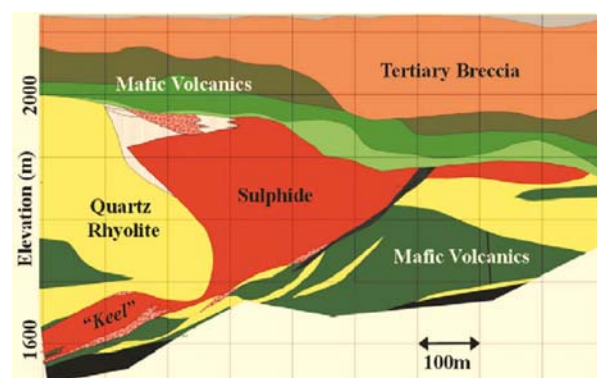 Tertiary Breccia
Mafic Volcanics
2000
Elevation (m)
Sulphide
Quartz
Rhyolite
Mafic Volcanics
"Keel"
1600
100m